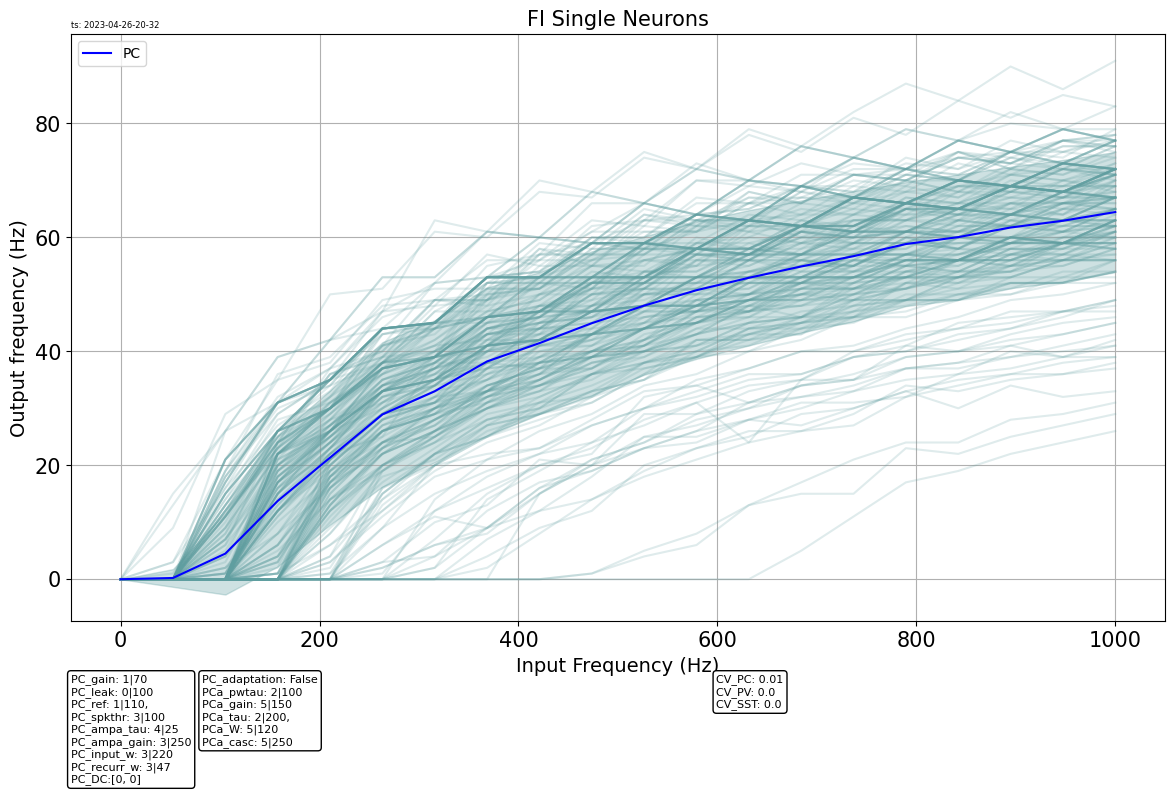 ts: 2023-04-26-20-32
FI Single Neurons
PC
Output frequency (Hz)
80
60
40
20
0
0 200 400 600 800 1000
Input Frequency (Hz)
PC_gain: 1|70
PC_leak: 0|100
PC_ref: 1|110,
PC_spkthr: 3|100
PC_ampa_tau: 4|25
PC_ampa_gain: 3|250
PC_input_w: 3|220
PC_recurr_w: 3|47
PC_DC:[0, 0]
PC_adaptation: False
PCa_pwtau: 2|100
PCa_gain: 5|150
PCa_tau: 2|200,
PCa_W: 5|120
PCa_casc: 5|250
CV_PC: 0.01
CV_PV: 0.0
CV_SST: 0.0